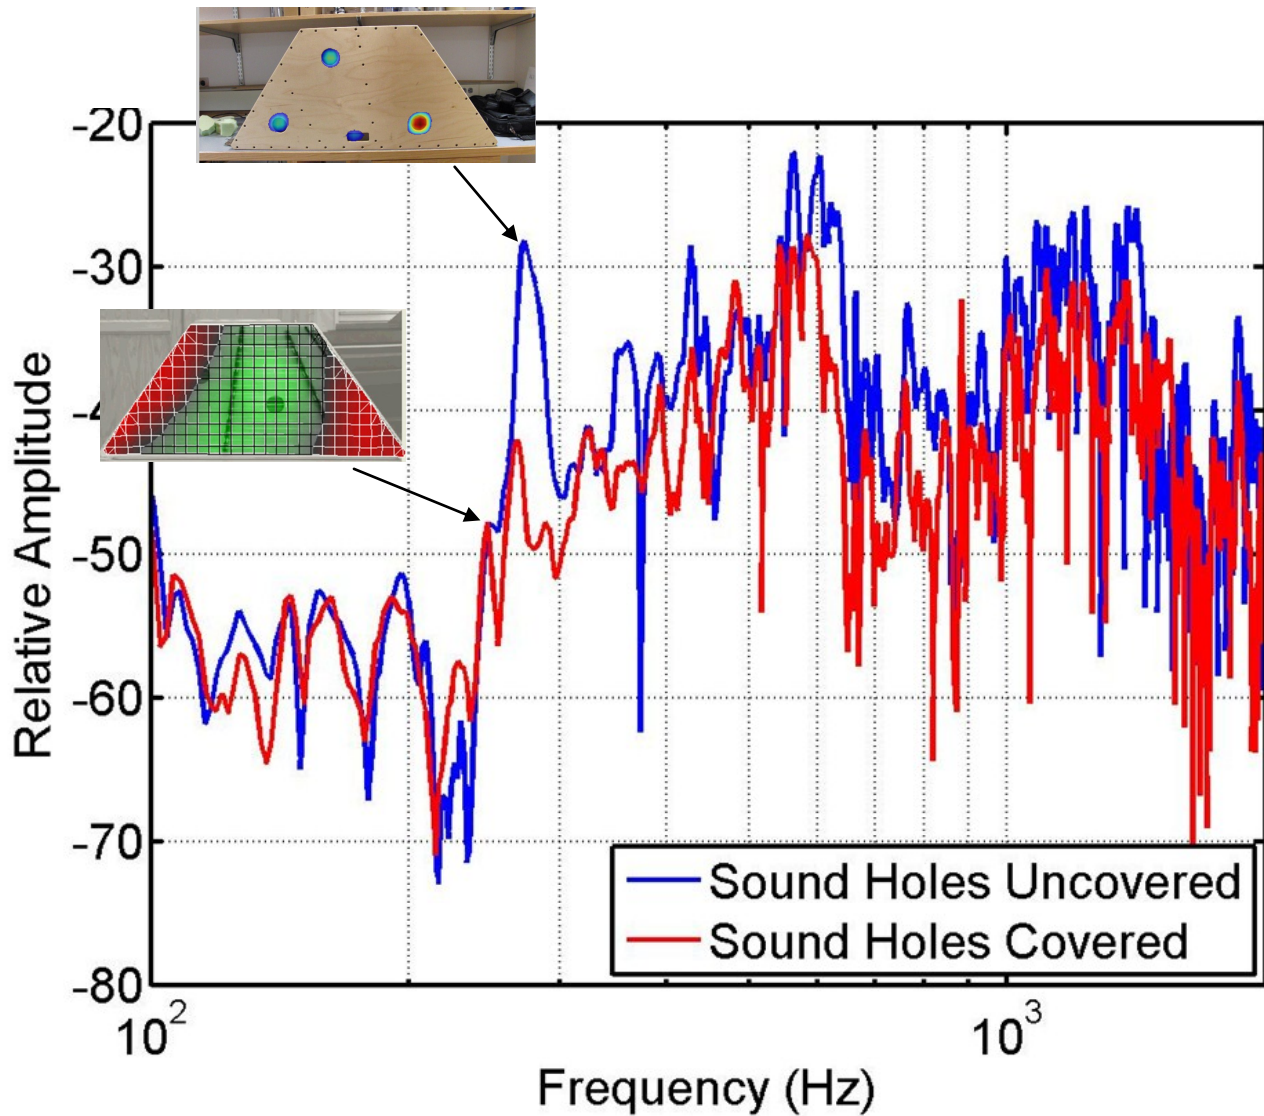 -20
-30
-4
-50
-60
-70
-80
Relative Amplitude
Sound Holes Uncovered
Sound Holes Covered
10²
10³
Frequency (Hz)